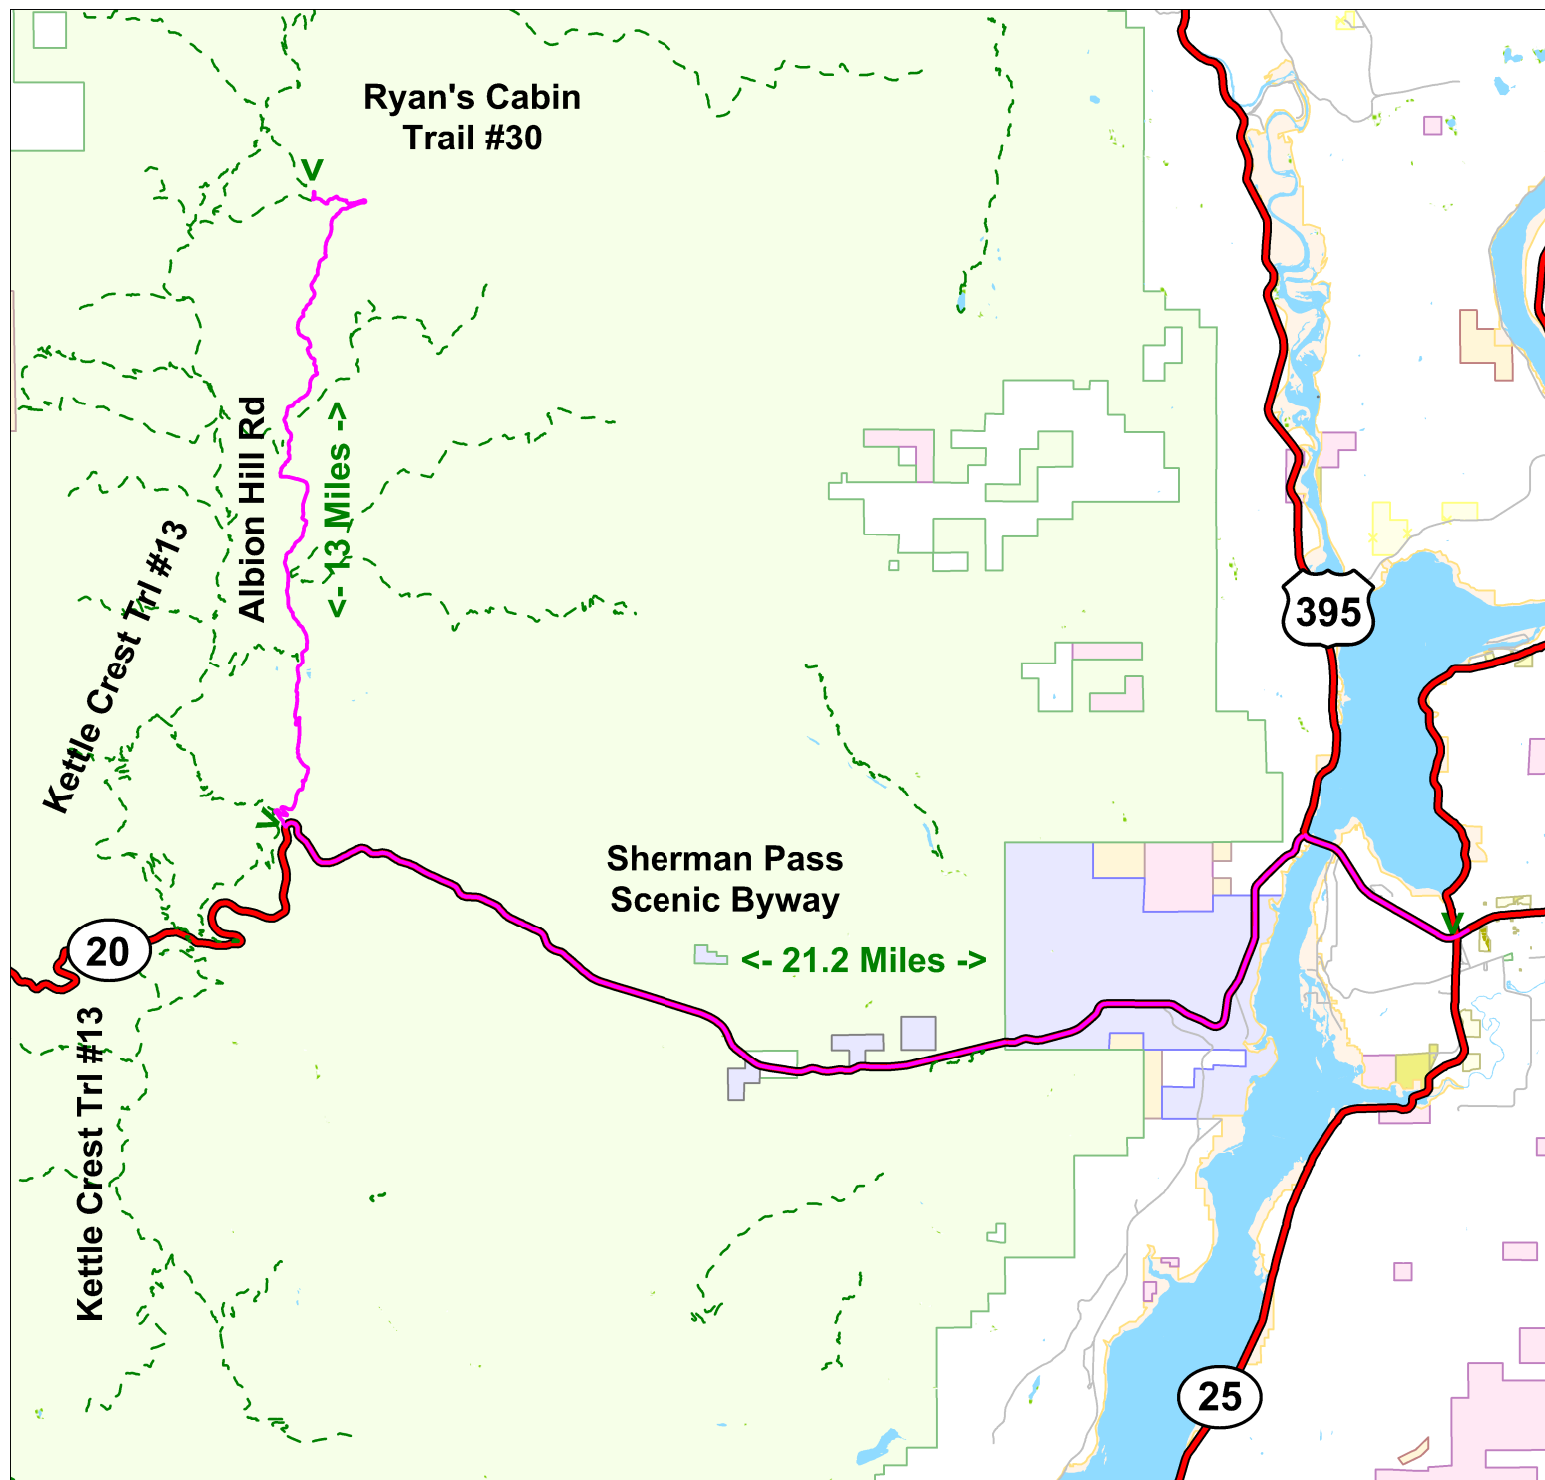 Ryan's Cabin
Trail #30
V
Albion Hill Rd
<- 13 Miles ->
Kettle Crest Trl #13
395
V
Sherman Pass
Scenic Byway
<- 21.2 Miles ->
V
20
Kettle Crest Trl #13
25